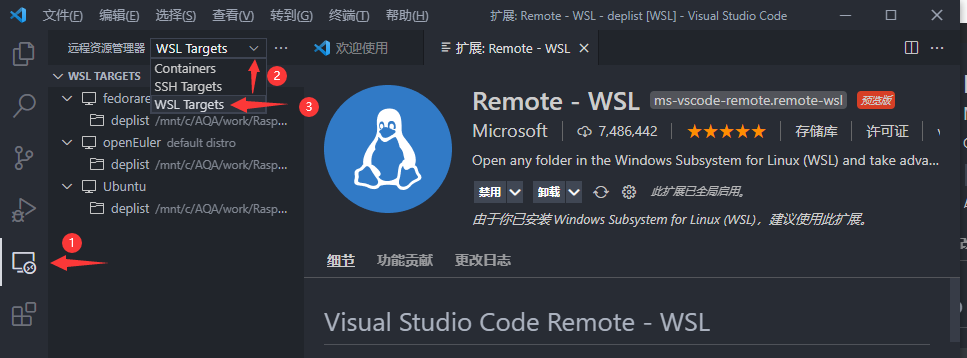 文件(F) 编辑(E) 选择(S) 查看(V) 转到(G) 终端(T) 帮助(H) 扩展: Remote - WSL - deplist [WSL] - Visual Studio Code
远程资源管理器 WSL Targets 欢迎使用 扩展: Remote - WSL
Containers
SSH Targets
WSL Targets
2
3
WSL TARGETS
fedorare
deplist /mnt/c/AQA/work/Rasp...
openEuler default distro
deplist /mnt/c/AQA/work/Rasp...
Ubuntu
deplist /mnt/c/AQA/work/Rasp...
1
Remote - WSL ms-vscode-remote.remote-wsl 预览版
Microsoft 7,486,442 存储库 许可证
Open any folder in the Windows Subsystem for Linux (WSL) and take adva...
禁用 卸载 此扩展已全局启用。
由于你已安装 Windows Subsystem for Linux (WSL)，建议使用此扩展。
细节 功能贡献 更改日志
Visual Studio Code Remote - WSL